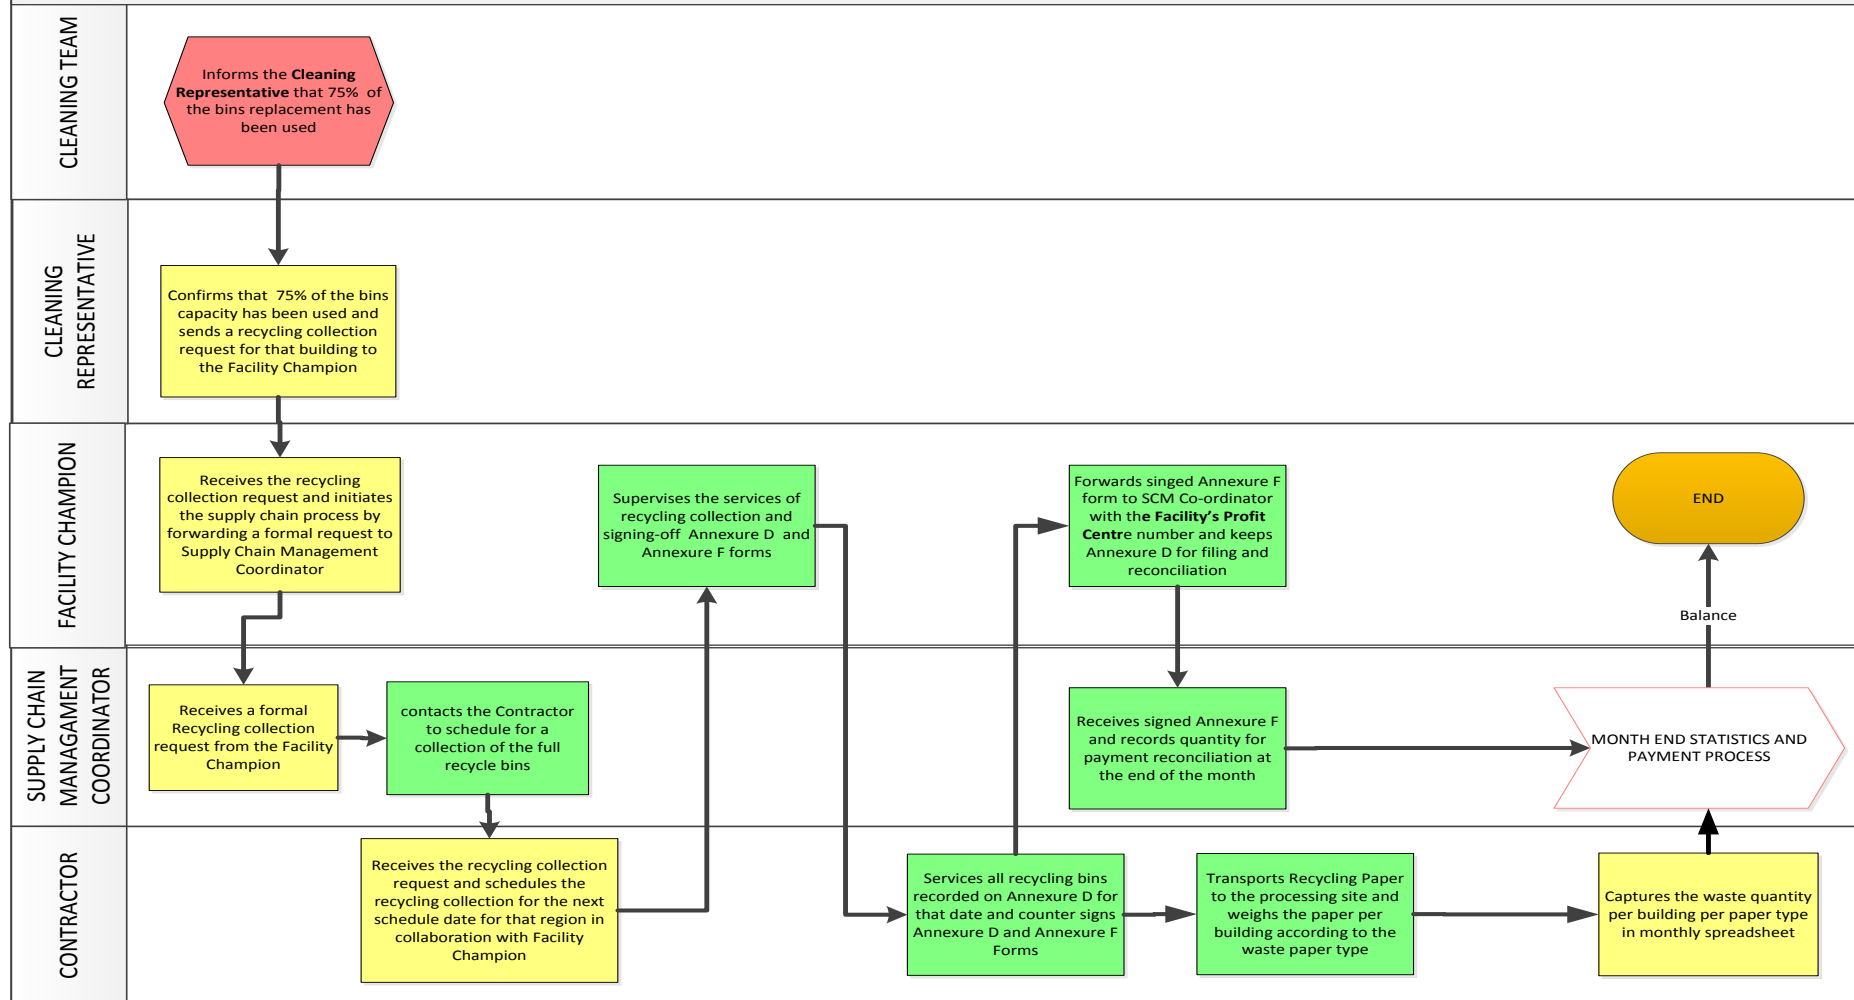 CLEANING TEAM
Informs the Cleaning
Representative that 75% of
the bins replacement has
been used
CLEANING
REPRESENTATIVE
Confirms that 75% of the bins
capacity has been used and
sends a recycling collection
request for that building to
the Facility Champion
FACILITY CHAMPION
Receives the recycling
collection request and initiates
the supply chain process by
forwarding a formal request to
Supply Chain Management
Coordinator
Supervises the services of
recycling collection and
signing-off Annexure D and
Annexure F forms
Forwards singed Annexure F
form to SCM Co-ordinator
with the Facility's Profit
Centre number and keeps
Annexure D for filing and
reconciliation
END
Balance
SUPPLY CHAIN
MANAGAMENT
COORDINATOR
Receives a formal
Recycling collection
request from the Facility
Champion
contacts the Contractor
to schedule for a
collection of the full
recycle bins
Receives signed Annexure F
and records quantity for
payment reconciliation at
the end of the month
MONTH END STATISTICS AND
PAYMENT PROCESS
CONTRACTOR
Receives the recycling collection
request and schedules the
recycling collection for the next
schedule date for that region in
collaboration with Facility
Champion
Services all recycling bins
recorded on Annexure D for
that date and counter signs
Annexure D and Annexure F
Forms
Transports Recycling Paper
to the processing site and
weighs the paper per
building according to the
waste paper type
Captures the waste quantity
per building per paper type
in monthly spreadsheet